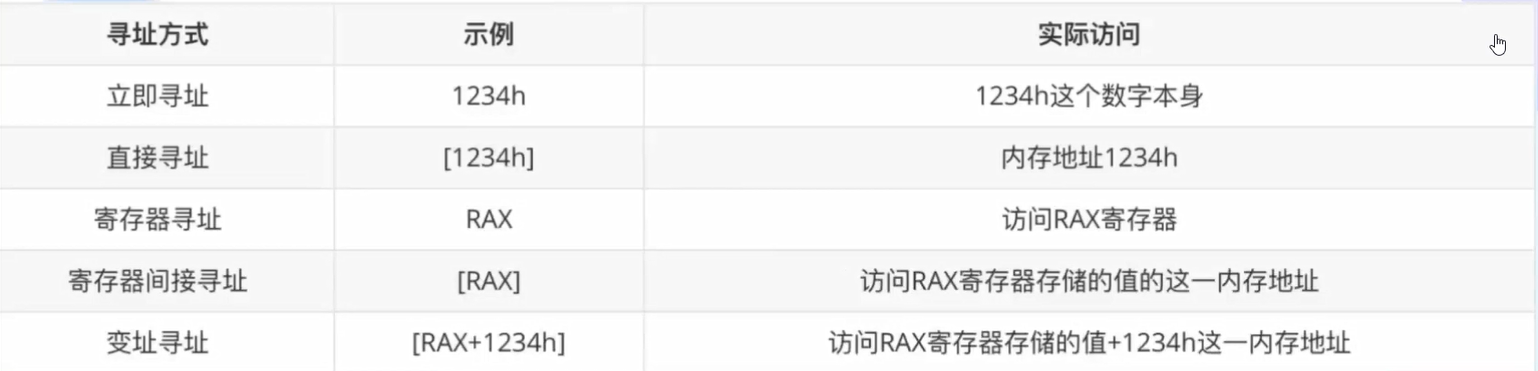 寻址方式 示例 实际访问
立即寻址 1234h 1234h这个数字本身
直接寻址 [1234h] 内存地址1234h
寄存器寻址 RAX 访问RAX寄存器
寄存器间接寻址 [RAX] 访问RAX寄存器存储的值的这一内存地址
变址寻址 [RAX+1234h] 访问RAX寄存器存储的值+1234h这一内存地址